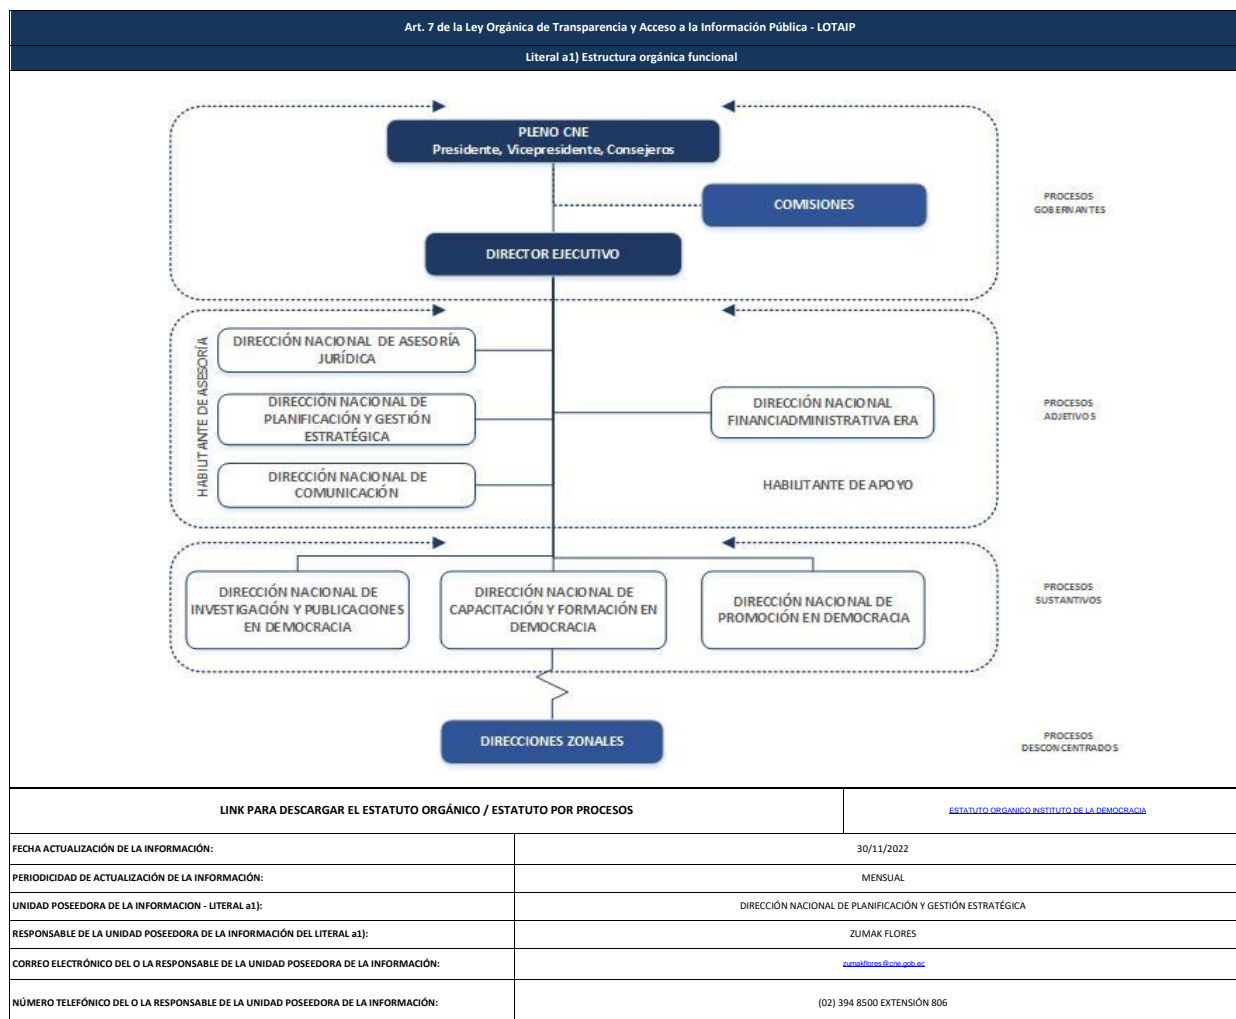 Art. 7 de la Ley Orgánica de Transparencia y Acceso a la Información Pública - LOTAIP
Literal a1) Estructura orgánica funcional
PLENO CNE
Presidente, Vicepresidente, Consejeros
COMISIONES
PROCESOS
GOBERNANTES
DIRECTOR EJECUTIVO
HABILITANTE DE ASESORÍA
DIRECCIÓN NACIONAL DE ASESORÍA
JURÍDICA
DIRECCIÓN NACIONAL DE
PLANIFICACIÓN Y GESTIÓN
ESTRATÉGICA
DIRECCIÓN NACIONAL DE
COMUNICACIÓN
DIRECCIÓN NACIONAL
FINANCIADMINISTRATIVA ERA
HABILITANTE DE APOYO
PROCESOS
ADJETIVOS
DIRECCIÓN NACIONAL DE
INVESTIGACIÓN Y PUBLICACIONES
EN DEMOCRACIA
DIRECCIÓN NACIONAL DE
CAPACITACIÓN Y FORMACIÓN EN
DEMOCRACIA
DIRECCIÓN NACIONAL DE
PROMOCIÓN EN DEMOCRACIA
PROCESOS
SUSTANTIVOS
DIRECCIONES ZONALES
PROCESOS
DESCONCENTRADOS
LINK PARA DESCARGAR EL ESTATUTO ORGÁNICO / ESTATUTO POR PROCESOS
ESTATUTO ORGANICO INSTITUTO DE LA DEMOCRACIA
FECHA ACTUALIZACIÓN DE LA INFORMACIÓN:
30/11/2022
PERIODICIDAD DE ACTUALIZACIÓN DE LA INFORMACIÓN:
MENSUAL
UNIDAD POSEEDORA DE LA INFORMACION - LITERAL a1):
DIRECCIÓN NACIONAL DE PLANIFICACIÓN Y GESTIÓN ESTRATÉGICA
RESPONSABLE DE LA UNIDAD POSEEDORA DE LA INFORMACIÓN DEL LITERAL a1):
ZUMAK FLORES
CORREO ELECTRÓNICO DEL O LA RESPONSABLE DE LA UNIDAD POSEEDORA DE LA INFORMACIÓN:
zumakflores@cne.gob.ec
NÚMERO TELEFÓNICO DEL O LA RESPONSABLE DE LA UNIDAD POSEEDORA DE LA INFORMACIÓN:
(02) 394 8500 EXTENSIÓN 806